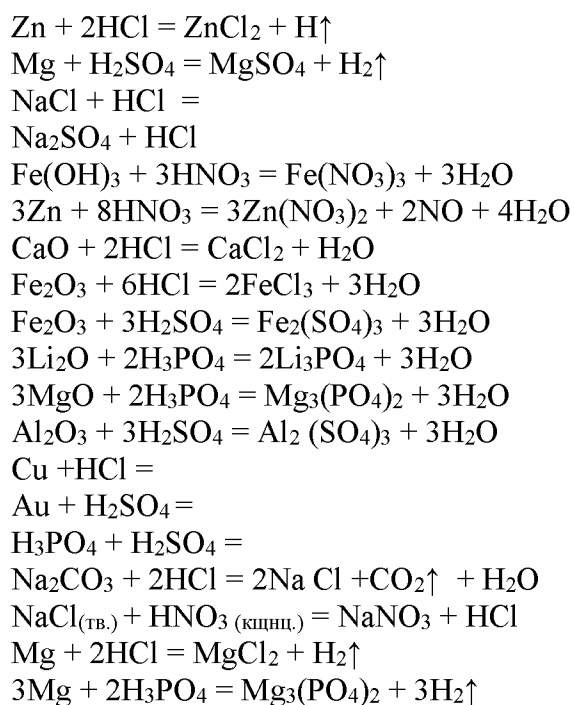 Zn + 2HCl = ZnCl₂ + H↑
Mg + H₂SO₄ = MgSO₄ + H₂↑
NaCl + HCl =
Na₂SO₄ + HCl
Fe(OH)₃ + 3HNO₃ = Fe(NO₃)₃ + 3H₂O
3Zn + 8HNO₃ = 3Zn(NO₃)₂ + 2NO + 4H₂O
CaO + 2HCl = CaCl₂ + H₂O
Fe₂O₃ + 6HCl = 2FeCl₃ + 3H₂O
Fe₂O₃ + 3H₂SO₄ = Fe₂(SO₄)₃ + 3H₂O
3Li₂O + 2H₃PO₄ = 2Li₃PO₄ + 3H₂O
3MgO + 2H₃PO₄ = Mg₃(PO₄)₂ + 3H₂O
Al₂O₃ + 3H₂SO₄ = Al₂ (SO₄)₃ + 3H₂O
Cu +HCl =
Au + H₂SO₄ =
H₃PO₄ + H₂SO₄ =
Na₂CO₃ + 2HCl = 2Na Cl +CO₂↑ + H₂O
NaCl(тв.) + HNO₃ (кщнц.) = NaNO₃ + HCl
Mg + 2HCl = MgCl₂ + H₂↑
3Mg + 2H₃PO₄ = Mg₃(PO₄)₂ + 3H₂↑